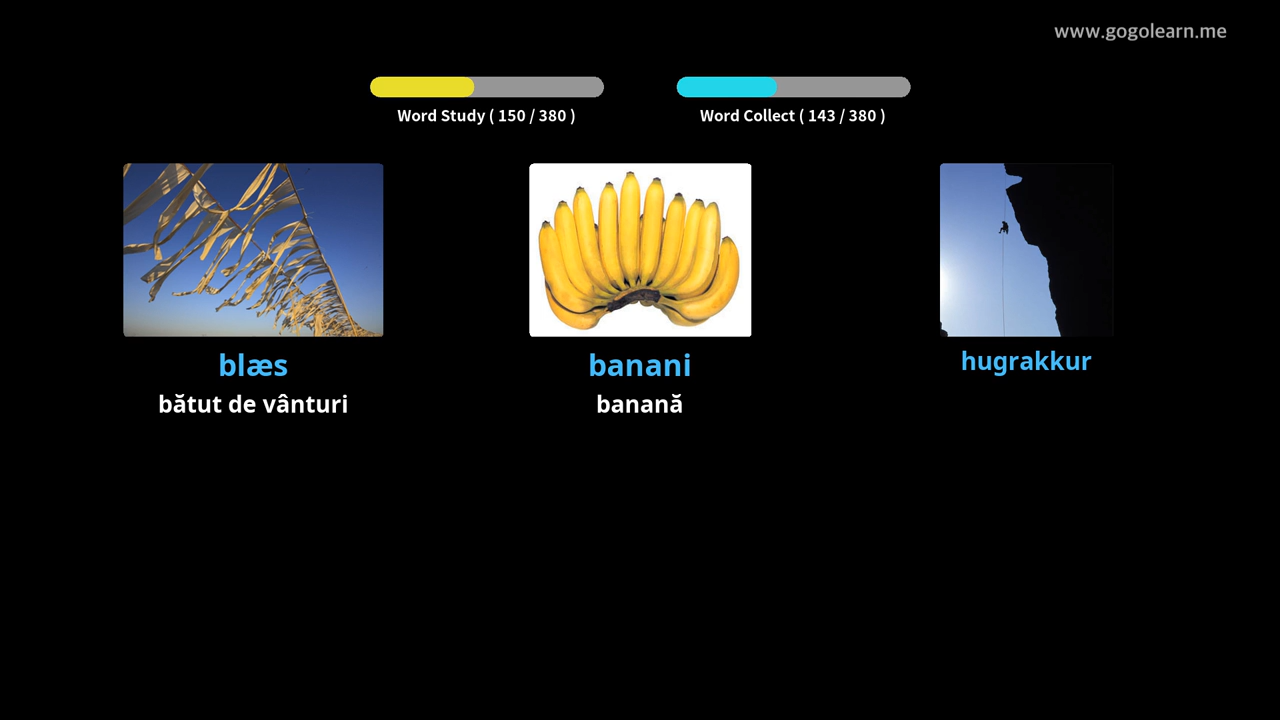 www.gogolearn.me
Word Study ( 150 / 380 )
Word Collect ( 143 / 380 )
blæs
banani
hugrakkur
bătut de vânturi
banană